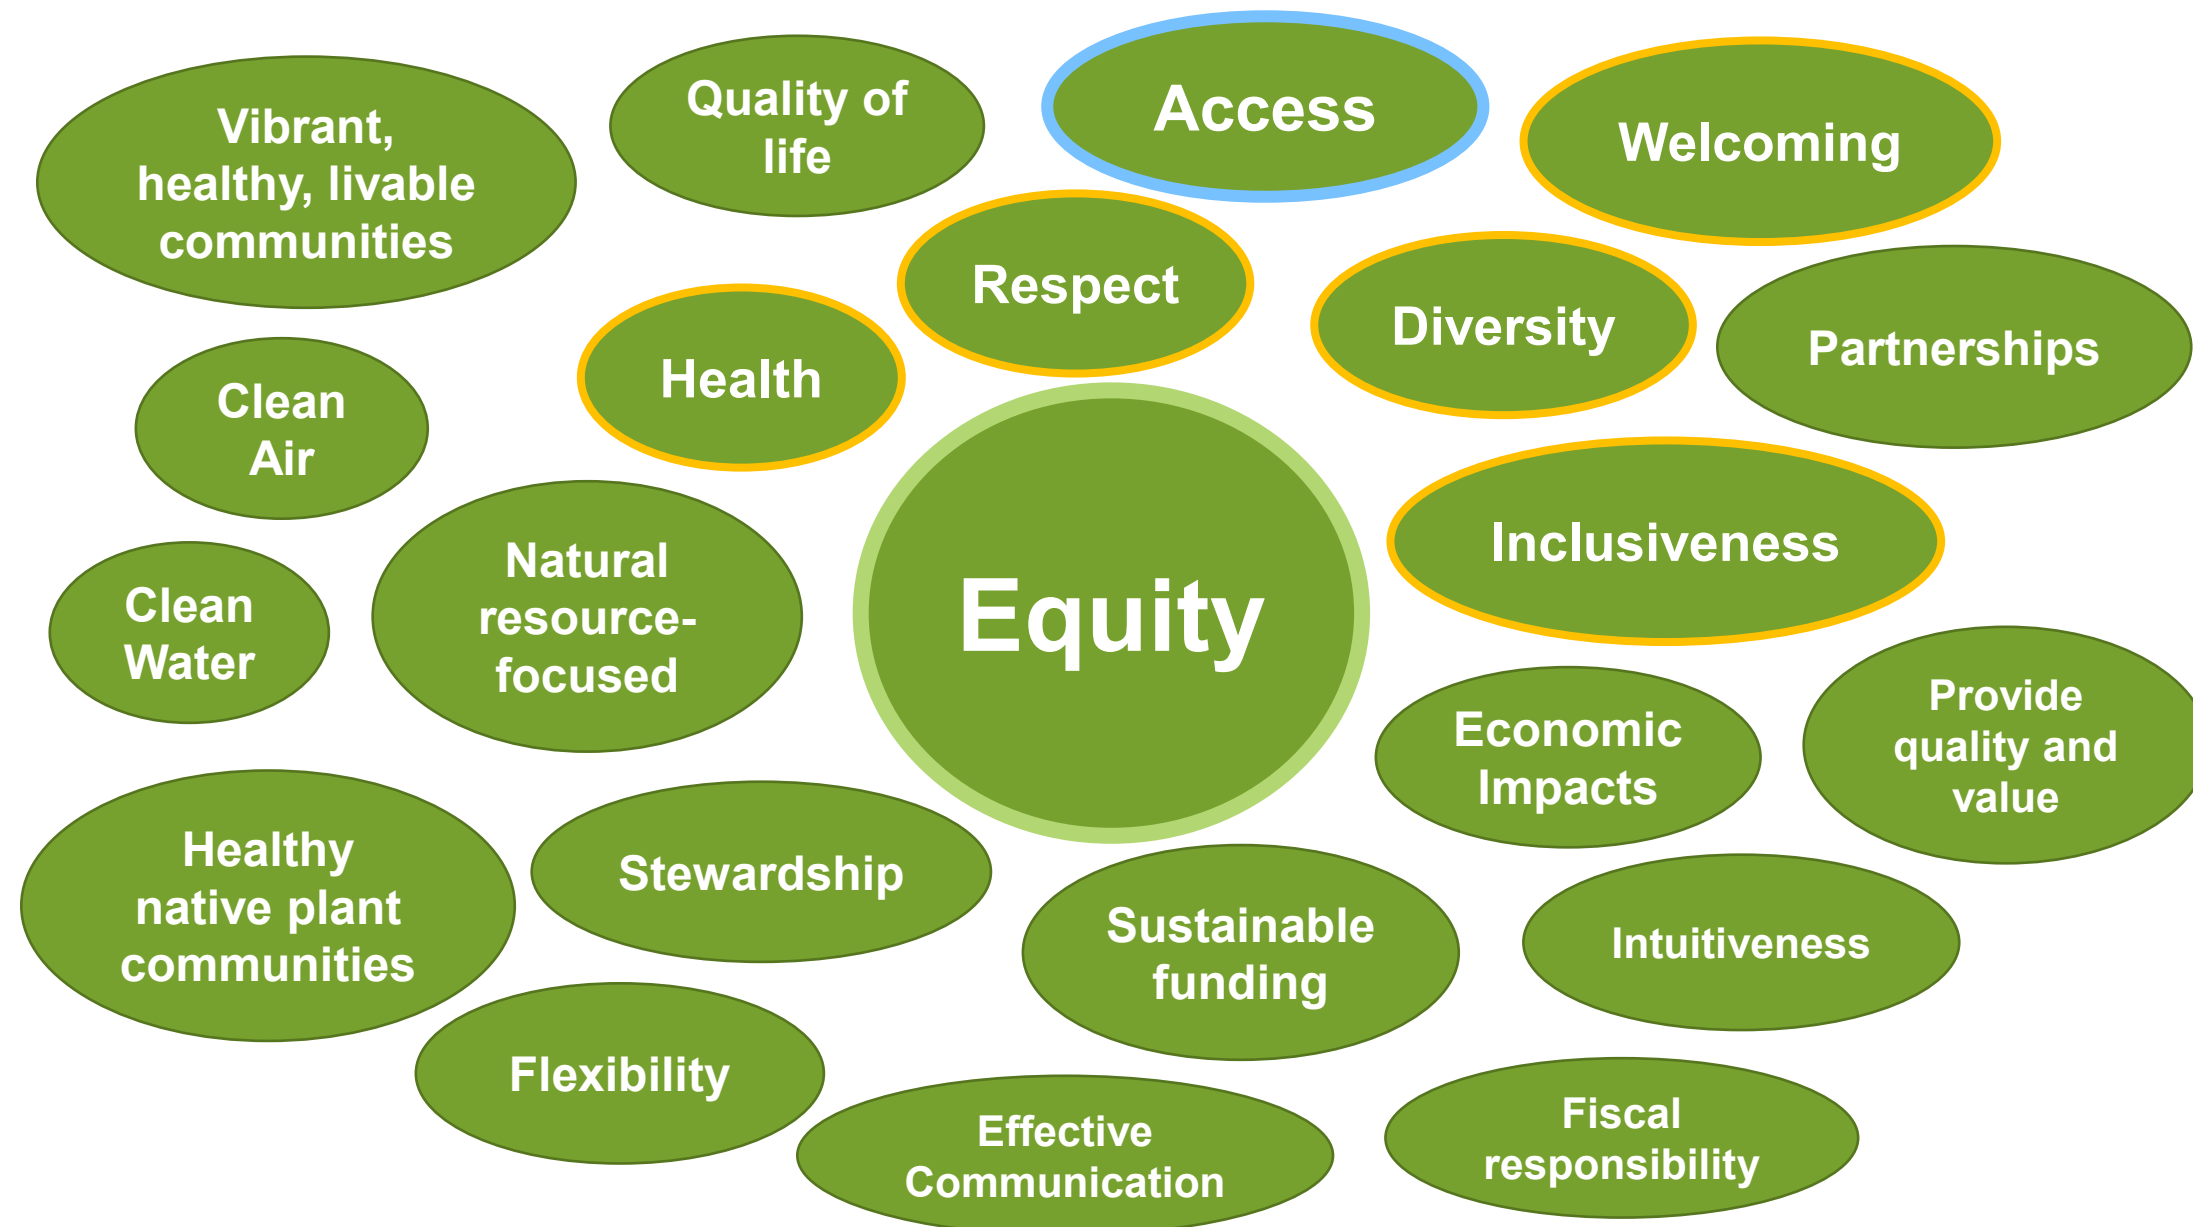 Vibrant,
healthy, livable
communities
Quality of
life
Access
Welcoming
Respect
Health
Diversity
Partnerships
Clean
Air
Equity
Inclusiveness
Natural
resource-
focused
Clean
Water
Economic
Impacts
Provide
quality and
value
Healthy
native plant
communities
Stewardship
Sustainable
funding
Intuitiveness
Flexibility
Effective
Communication
Fiscal
responsibility